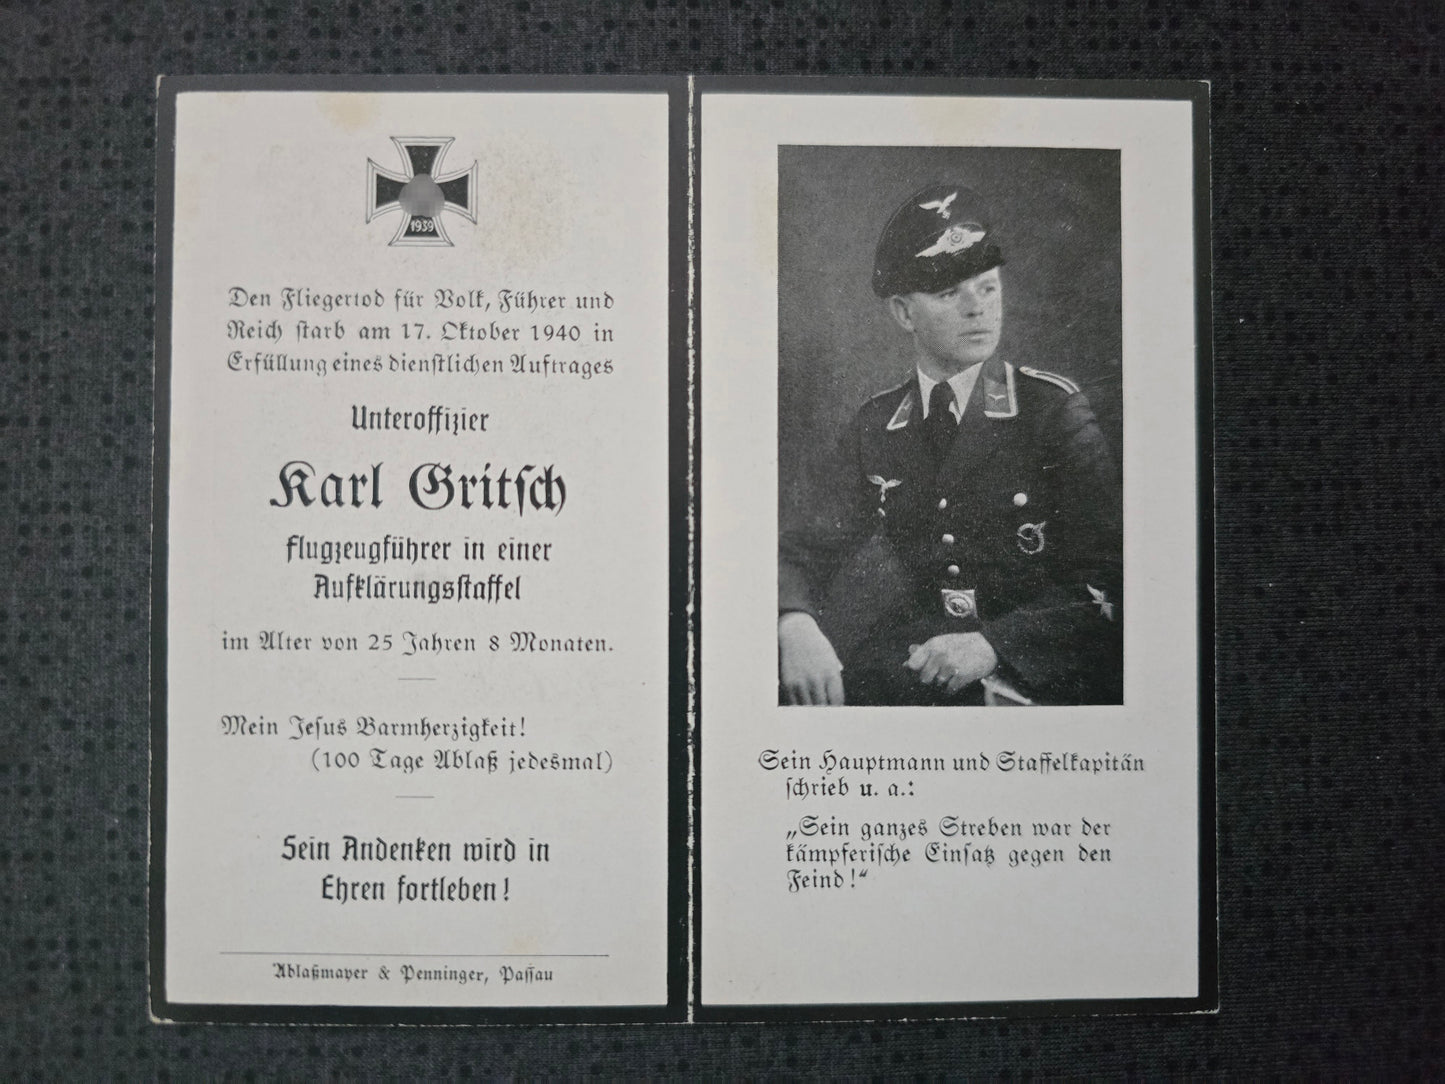 1939
Den Fliegertod für Volk, Führer und
Reich starb am 17. Oktober 1940 in
Erfüllung eines dienstlichen Auftrages
Unteroffizier
Karl Gritsch
Flugzeugführer in einer
Aufklärungsstaffel
im Alter von 25 Jahren 8 Monaten.
Mein Jesus Barmherzigkeit!
(100 Tage Ablaß jedesmal)
Sein Andenken wird in
Ehren fortleben!
Ablaßmayer & Penninger, Passau
Sein Hauptmann und Staffelkapitän
schrieb u. a.:
„Sein ganzes Streben war der
kämpferische Einsatz gegen den
Feind!“